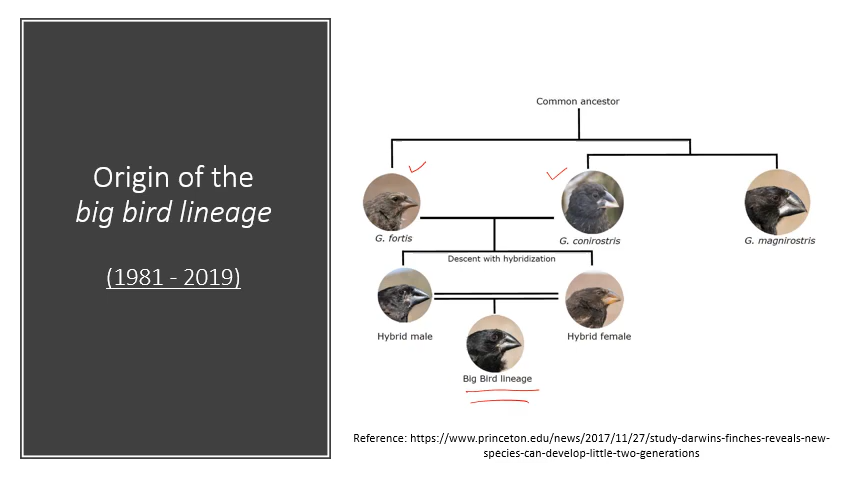 Origin of the
big bird lineage
(1981 - 2019)
Common ancestor
G. fortis
G. conirostris
G. magnirostris
Descent with hybridization
Hybrid male
Hybrid female
Big Bird lineage
Reference: https://www.princeton.edu/news/2017/11/27/study-darwins-finches-reveals-new-
species-can-develop-little-two-generations